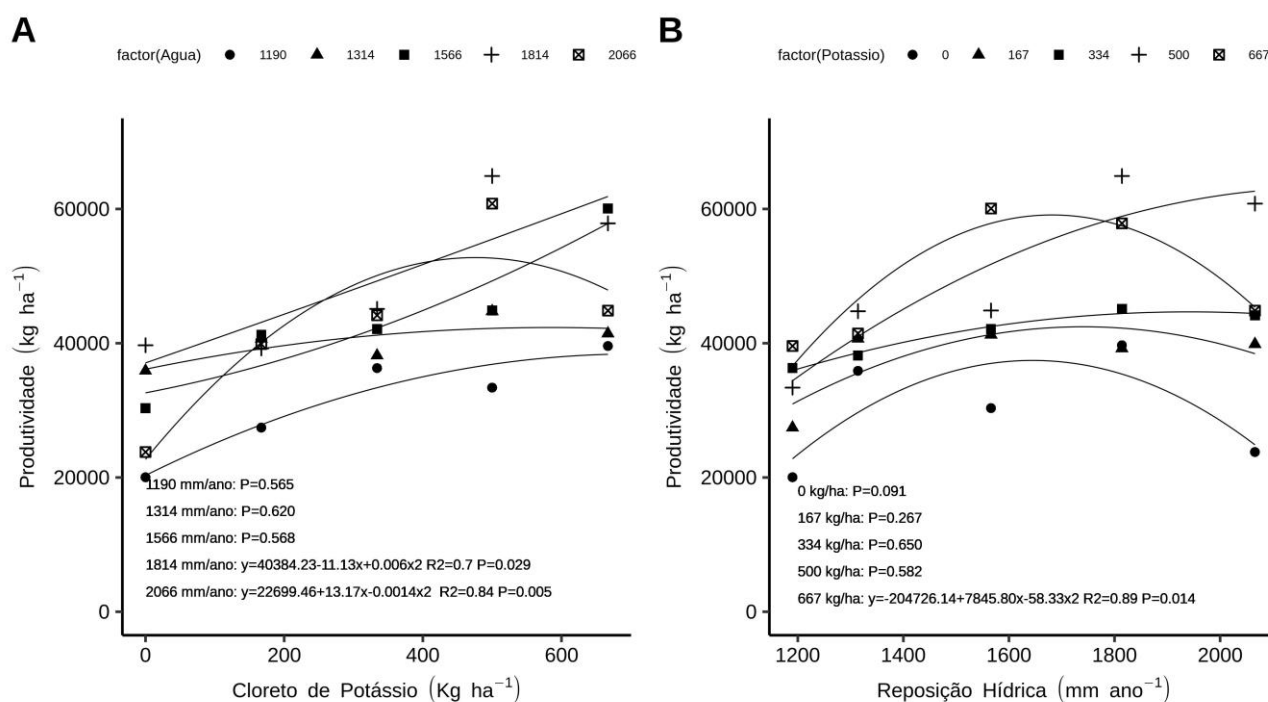 A
factor(Agua) 1190 1314 1566 1814 2066
60000
40000
20000
0
Produtividade (kg ha−1)
1190 mm/ano: P=0.565
1314 mm/ano: P=0.620
1566 mm/ano: P=0.568
1814 mm/ano: y=40384.23-11.13x+0.006x2 R2=0.7 P=0.029
2066 mm/ano: y=22699.46+13.17x-0.0014x2 R2=0.84 P=0.005
0 200 400 600
Cloreto de Potássio (Kg ha−1)
B
factor(Potassio) 0 167 334 500 667
60000
40000
20000
0
Produtividade (kg ha−1)
0 kg/ha: P=0.091
167 kg/ha: P=0.267
334 kg/ha: P=0.650
500 kg/ha: P=0.582
667 kg/ha: y=-204726.14+7845.80x-58.33x2 R2=0.89 P=0.014
1200 1400 1600 1800 2000
Reposição Hídrica (mm ano−1)